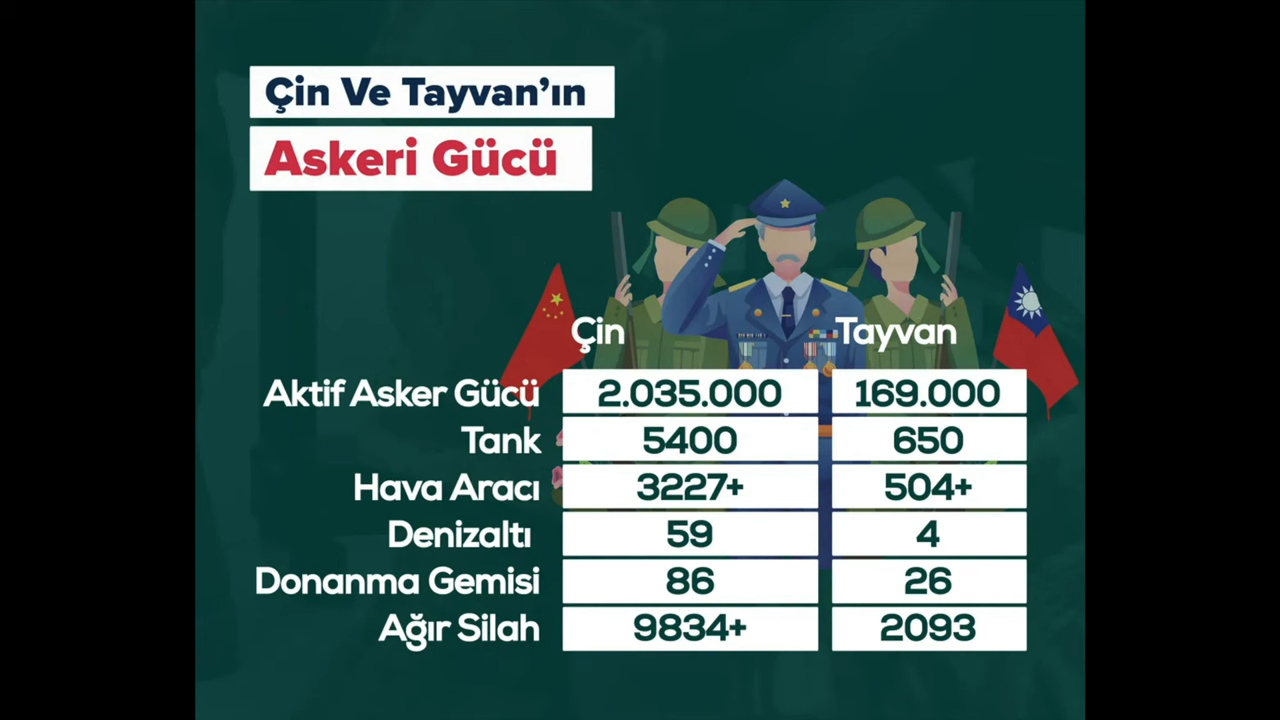 Çin Ve Tayvan'ın
Askeri Gücü
Çin Tayvan
Aktif Asker Gücü 2.035.000 169.000
Tank 5400 650
Hava Aracı 3227+ 504+
Denizaltı 59 4
Donanma Gemisi 86 26
Ağır Silah 9834+ 2093